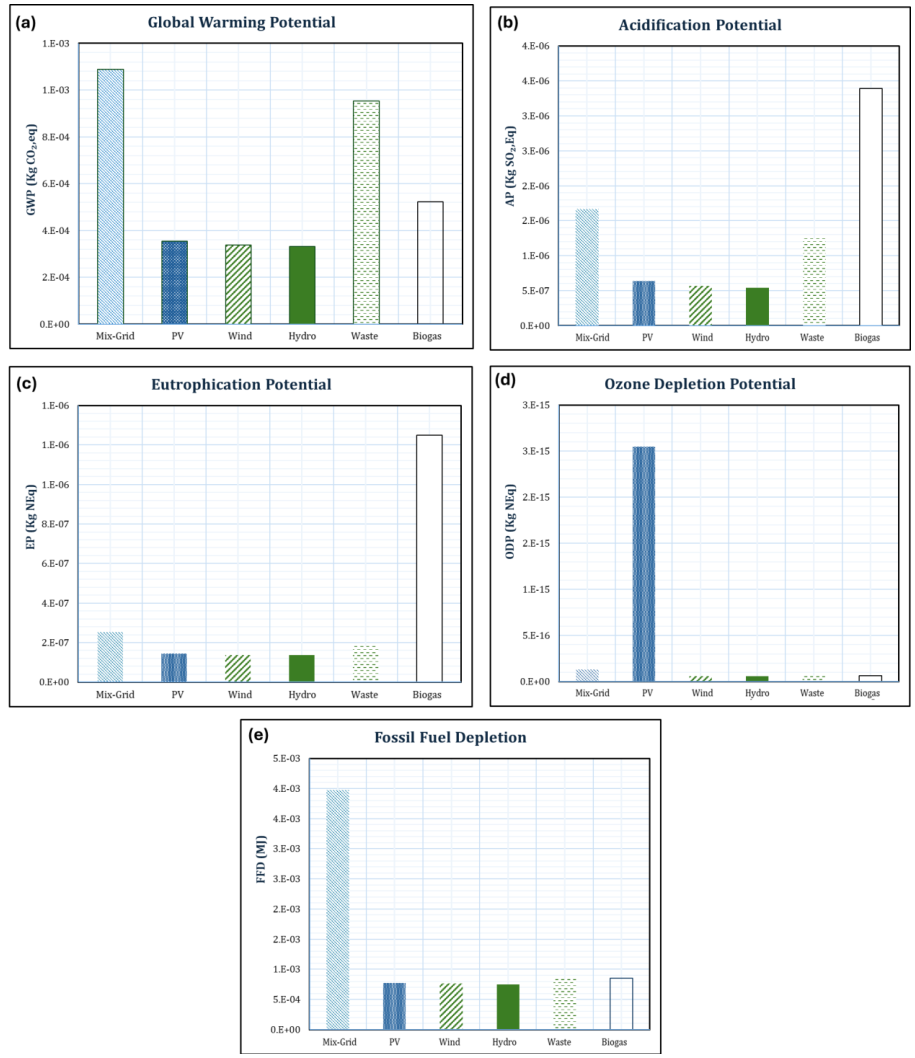 (a)
Global Warming Potential
GWP (Kg CO₂,eq)
1.E-03
1.E-03
8.E-04
6.E-04
4.E-04
2.E-04
0.E+00
Mix-Grid PV Wind Hydro Waste Biogas
(b)
Acidification Potential
AP (Kg SO₂,Eq)
4.E-06
4.E-06
3.E-06
3.E-06
2.E-06
2.E-06
1.E-06
5.E-07
0.E+00
Mix-Grid PV Wind Hydro Waste Biogas
(c)
Eutrophication Potential
EP (Kg NEq)
1.E-06
1.E-06
1.E-06
8.E-07
6.E-07
4.E-07
2.E-07
0.E+00
Mix-Grid PV Wind Hydro Waste Biogas
(d)
Ozone Depletion Potential
ODP (Kg NEq)
3.E-15
3.E-15
2.E-15
2.E-15
1.E-15
5.E-16
0.E+00
Mix-Grid PV Wind Hydro Waste Biogas
(e)
Fossil Fuel Depletion
FFD (MJ)
5.E-03
4.E-03
4.E-03
3.E-03
3.E-03
2.E-03
2.E-03
1.E-03
5.E-04
0.E+00
Mix-Grid PV Wind Hydro Waste Biogas